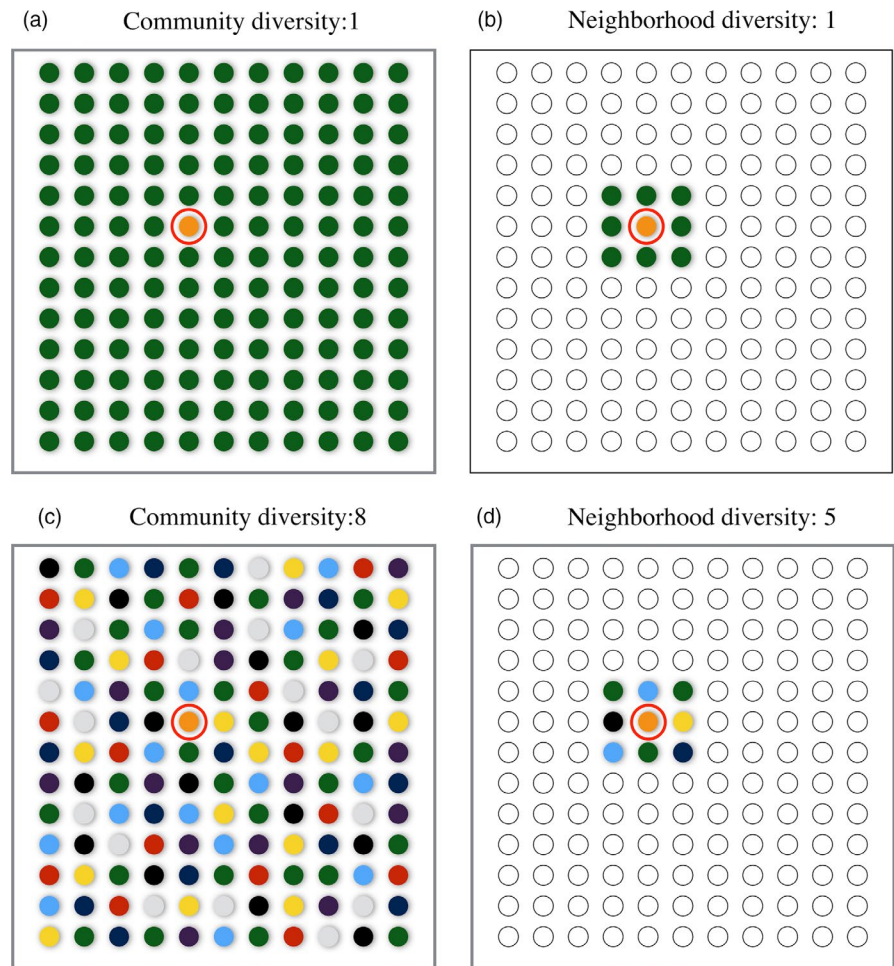 (a) Community diversity:1
(b) Neighborhood diversity: 1
(c) Community diversity:8
(d) Neighborhood diversity: 5